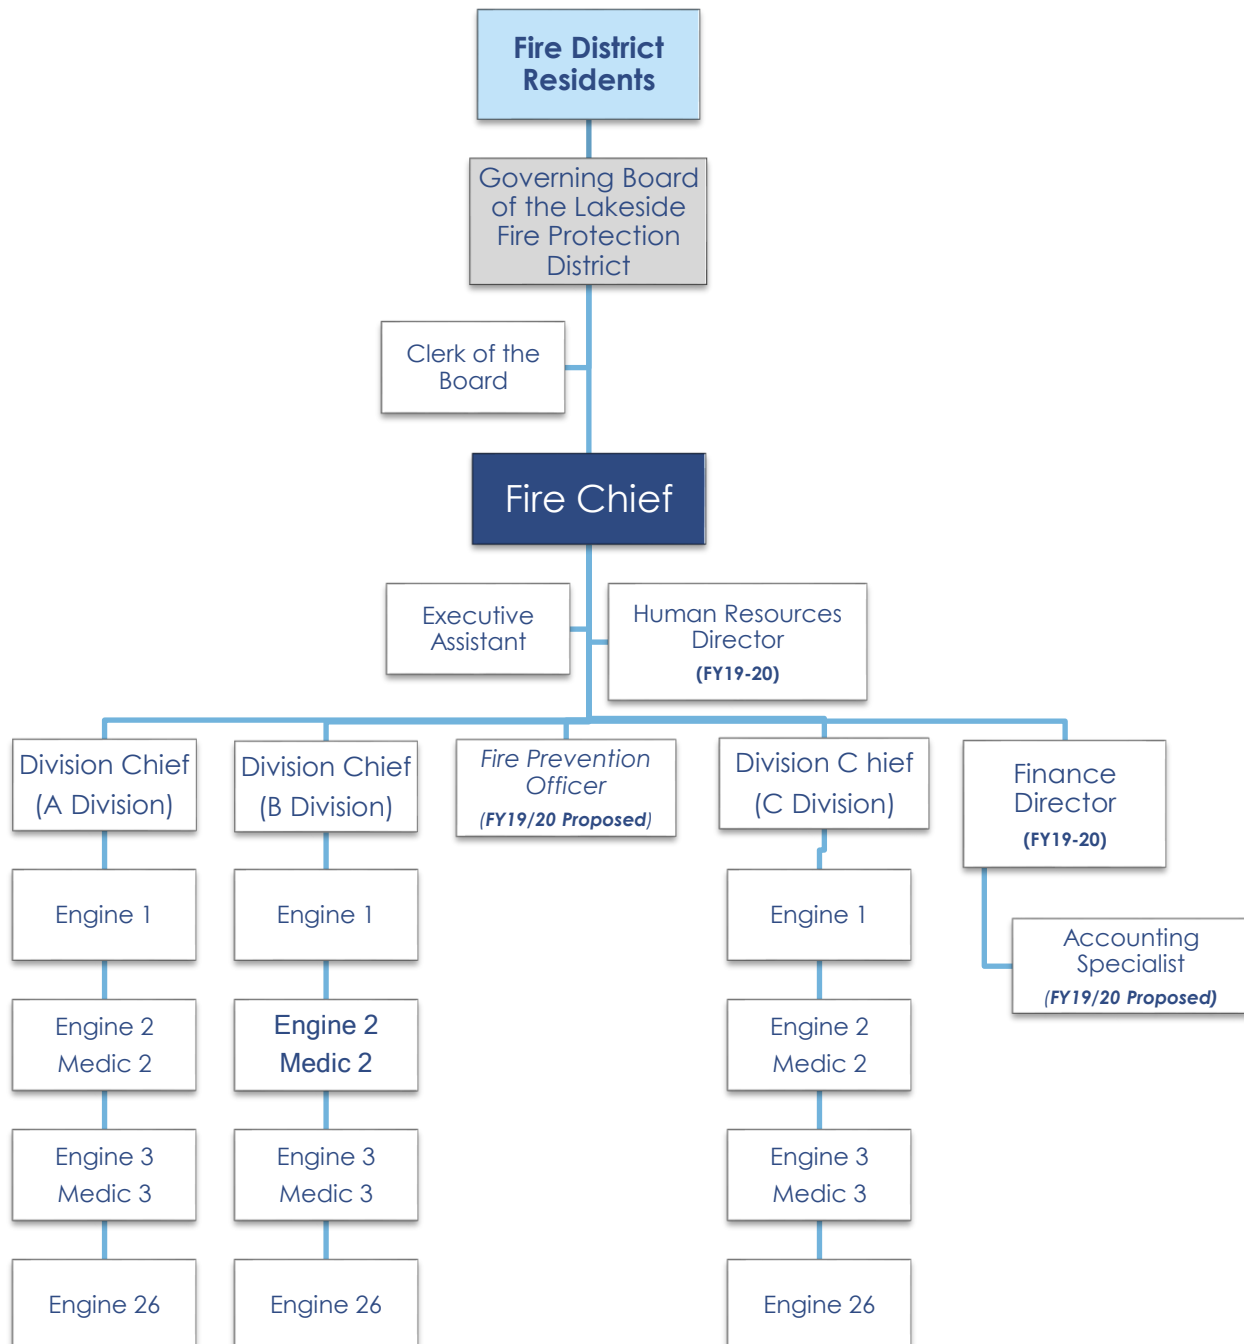 Fire District
Residents
Governing Board
of the Lakeside
Fire Protection
District
Clerk of the
Board
Fire Chief
Executive
Assistant
Human Resources
Director
(FY19-20)
Division Chief
(A Division)
Division Chief
(B Division)
Fire Prevention
Officer
(FY19/20 Proposed)
Division C hief
(C Division)
Finance
Director
(FY19-20)
Engine 1
Engine 1
Engine 1
Accounting
Specialist
(FY19/20 Proposed)
Engine 2
Medic 2
Engine 2
Medic 2
Engine 2
Medic 2
Engine 3
Medic 3
Engine 3
Medic 3
Engine 3
Medic 3
Engine 26
Engine 26
Engine 26